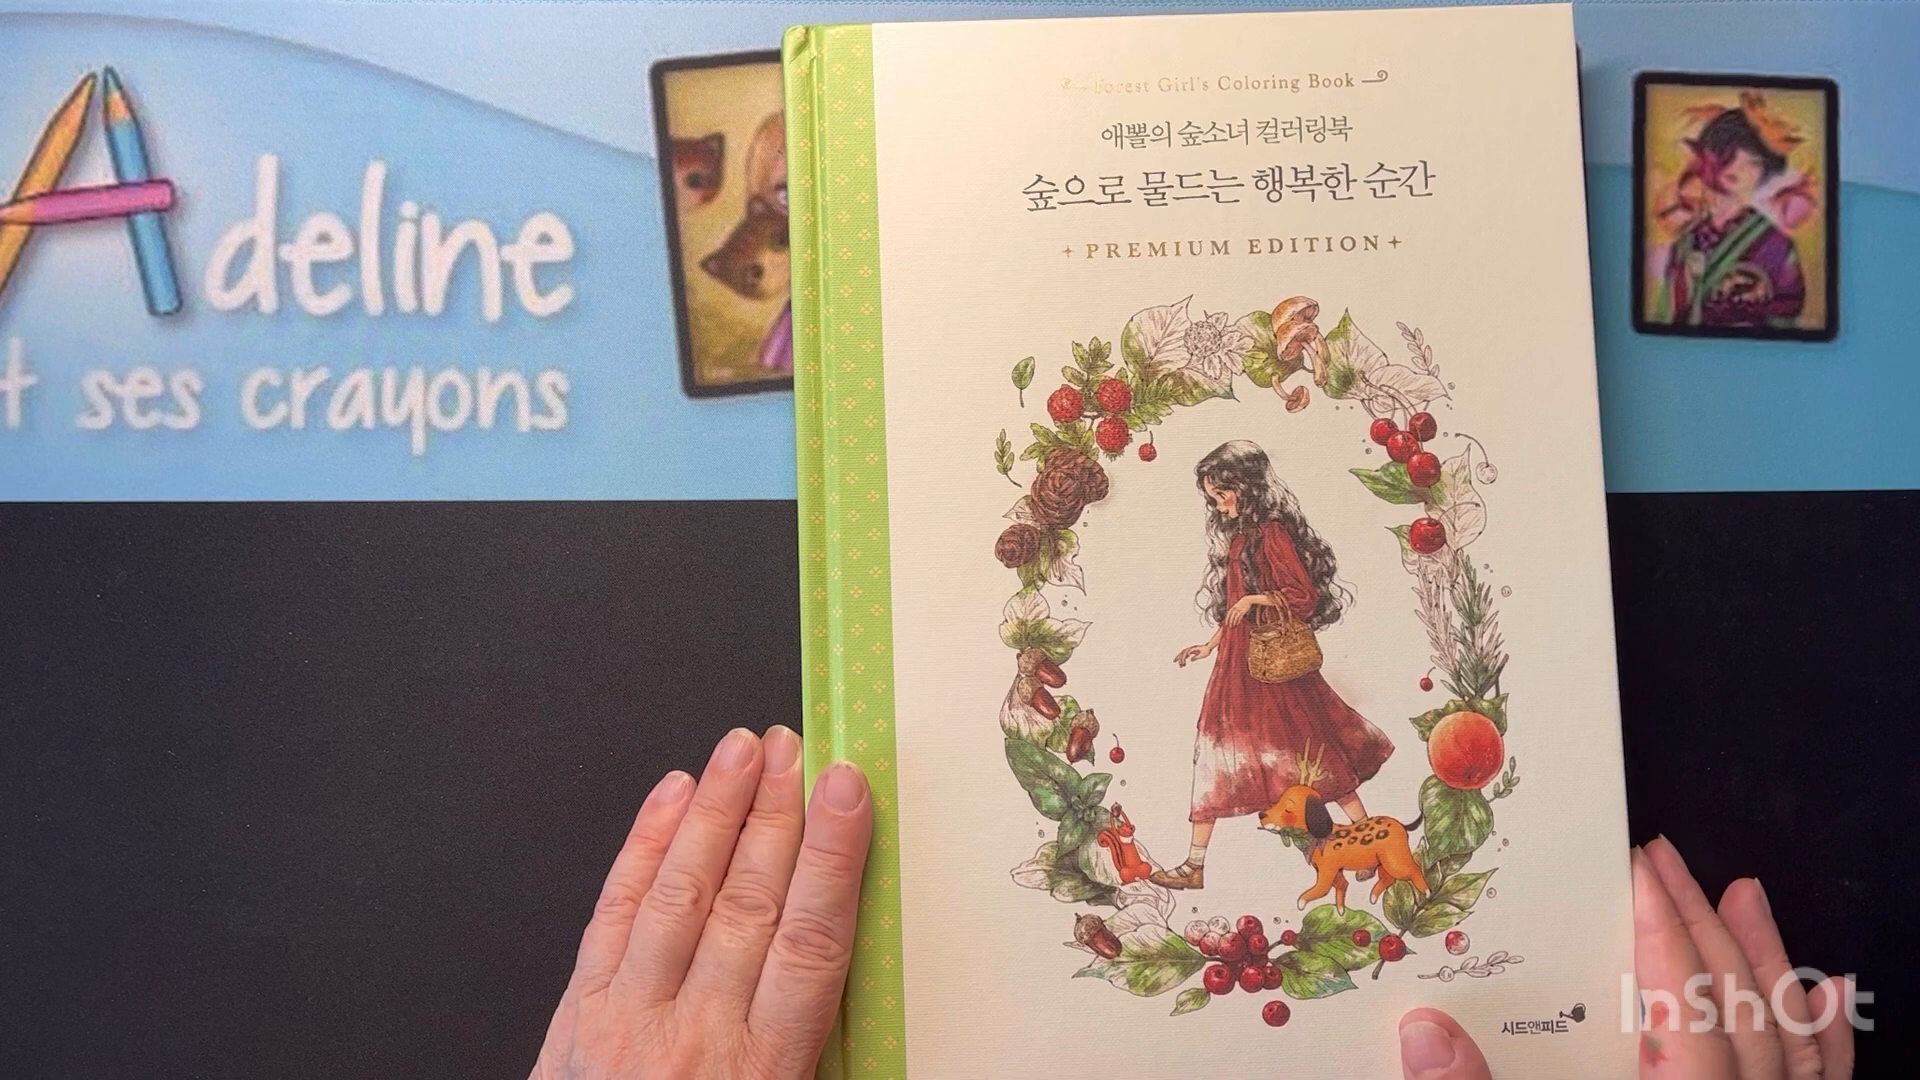 Adeline
t ses crayons
Forest Girl's Coloring Book
애뽈의 숲소녀 컬러링북
숲으로 물드는 행복한 순간
PREMIUM EDITION
시드앤피드
InShOt